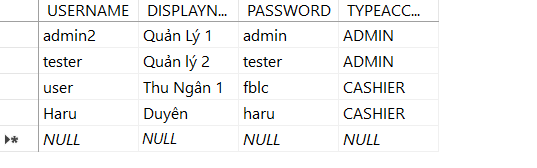 USERNAME DISPLAYN... PASSWORD TYPEACC...
admin2 Quản Lý 1 admin ADMIN
tester Quản lý 2 tester ADMIN
user Thu Ngân 1 fblc CASHIER
Haru Duyên haru CASHIER
NULL NULL NULL NULL